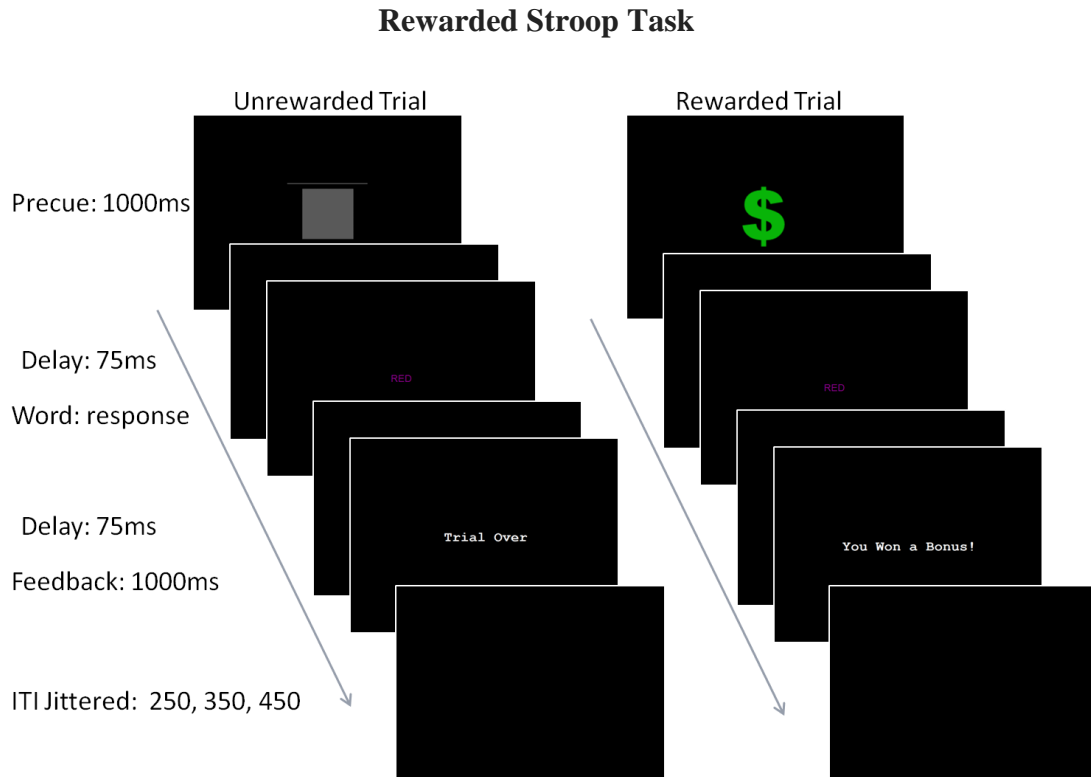 Rewarded Stroop Task
Unrewarded Trial
Rewarded Trial
Precue: 1000ms
$
Delay: 75ms
RED
RED
Word: response
Delay: 75ms
Trial Over
You Won a Bonus!
Feedback: 1000ms
ITI Jittered: 250, 350, 450